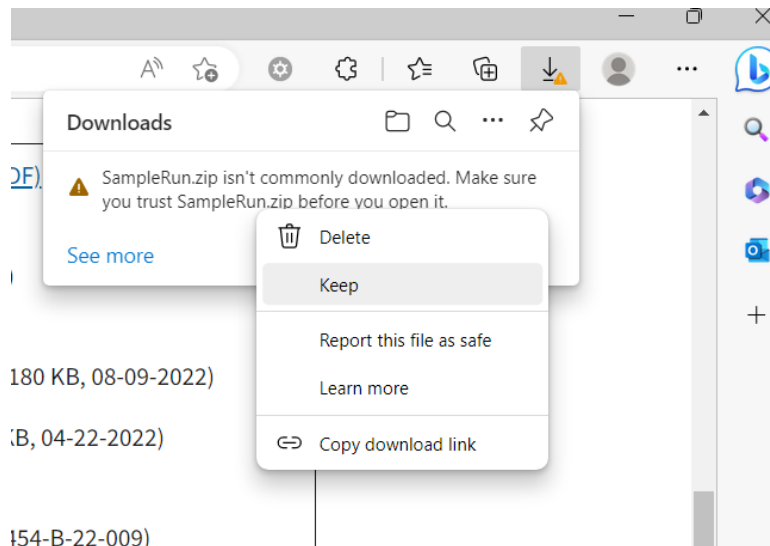 Downloads
DF)
SampleRun.zip isn't commonly downloaded. Make sure
you trust SampleRun.zip before you open it.
See more
Delete
Keep
Report this file as safe
Learn more
Copy download link
)
180 KB, 08-09-2022)
KB, 04-22-2022)
454-B-22-009)